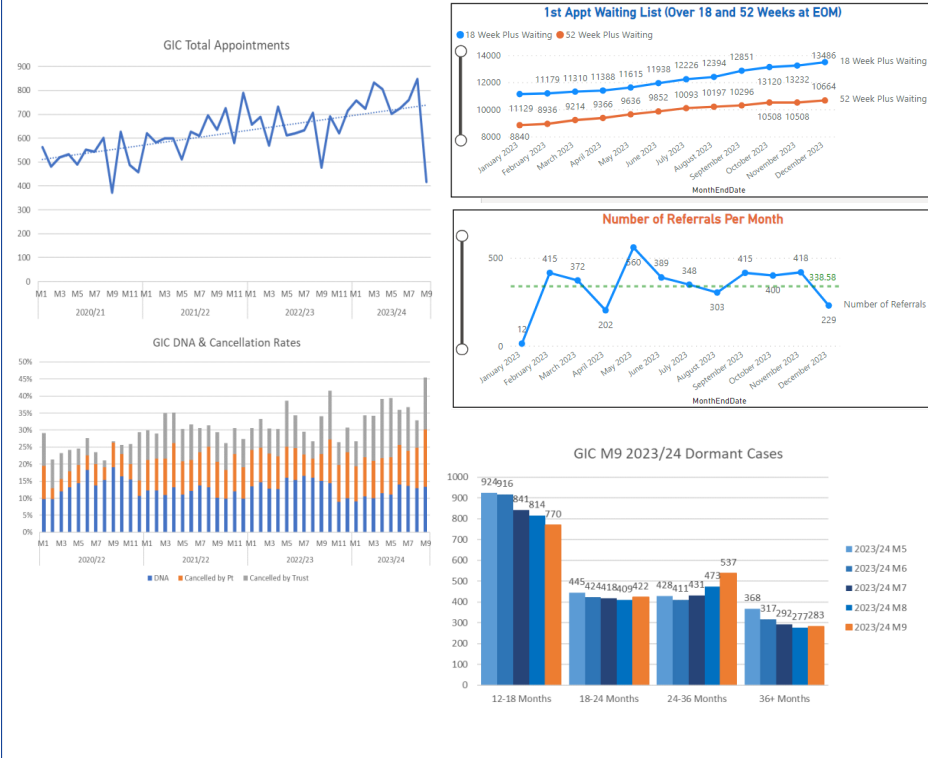 GIC Total Appointments
900
800
700
600
500
400
300
200
100
0
M1 M3 M5 M7 M9 M11 M1 M3 M5 M7 M9 M11 M1 M3 M5 M7 M9 M11 M1 M3 M5 M7 M9
2020/21 2021/22 2022/23 2023/24
GIC DNA & Cancellation Rates
50%
45%
40%
35%
30%
25%
20%
15%
10%
5%
0%
M1 M3 M5 M7 M9 M11 M1 M3 M5 M7 M9 M11 M1 M3 M5 M7 M9 M11 M1 M3 M5 M7 M9
2020/22 2021/22 2022/23 2023/24
DNA Cancelled by Pt Cancelled by Trust
1st Appt Waiting List (Over 18 and 52 Weeks at EOM)
18 Week Plus Waiting 52 Week Plus Waiting
14000
12000
10000
8000
11129 11179 11310 11388 11615 11938 12226 12394 12851 13120 13232 13486
18 Week Plus Waiting
8840 8936 9214 9366 9636 9852 10093 10197 10296 10508 10508 10664
52 Week Plus Waiting
January 2023 February 2023 March 2023 April 2023 May 2023 June 2023 July 2023 August 2023 September 2023 October 2023 November 2023 December 2023
MonthEndDate
Number of Referrals Per Month
500
0
12 415 372 202 560 389 348 303 415 400 418 229
338.58
Number of Referrals
January 2023 February 2023 March 2023 April 2023 May 2023 June 2023 July 2023 August 2023 September 2023 October 2023 November 2023 December 2023
MonthEndDate
GIC M9 2023/24 Dormant Cases
1000
900
800
700
600
500
400
300
200
100
0
924 916 841 814 770
445 424 418 409 422
428 411 431 473 537
368 317 292 277 283
12-18 Months 18-24 Months 24-36 Months 36+ Months
2023/24 M5
2023/24 M6
2023/24 M7
2023/24 M8
2023/24 M9